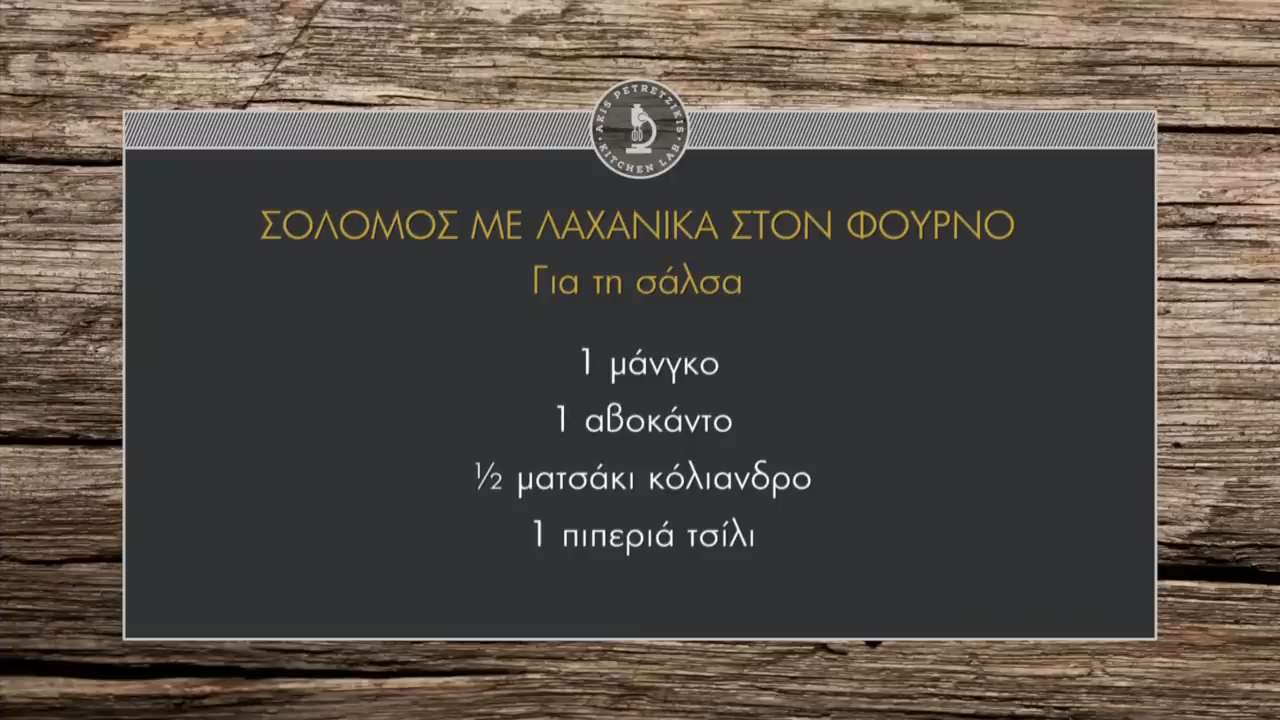 AKIS PETRETZIKIS
KITCHEN LAB
ΣΟΛΟΜΟΣ ΜΕ ΛΑΧΑΝΙΚΑ ΣΤΟΝ ΦΟΥΡΝΟ
Για τη σάλσα
1 μάνγκο
1 αβοκάντο
½ ματσάκι κόλιανδρο
1 πιπεριά τσίλι